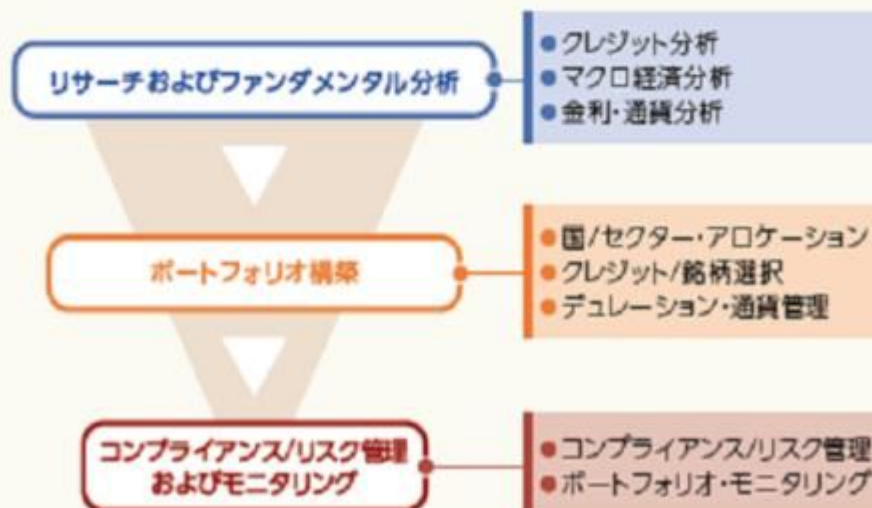 リサーチおよびファンダメンタル分析
● クレジット分析
● マクロ経済分析
● 金利・通貨分析
ポートフォリオ構築
● 国/セクター・アロケーション
● クレジット/銘柄選択
● デュレーション・通貨管理
コンプライアンス/リスク管理
およびモニタリング
● コンプライアンス/リスク管理
● ポートフォリオ・モニタリング